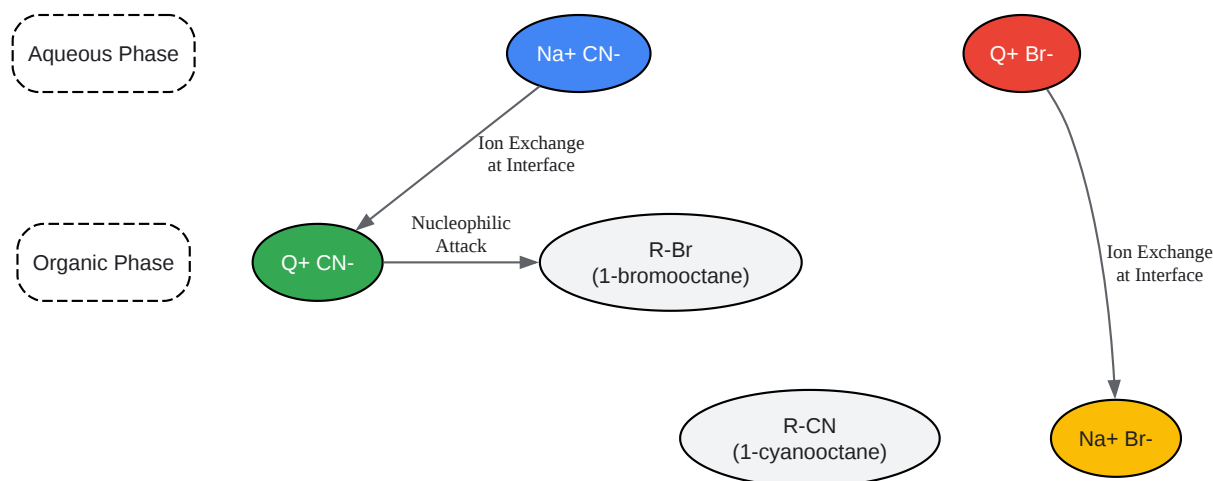 Aqueous Phase
Na+ CN-
Q+ Br-
Ion Exchange
at Interface
Organic Phase
Q+ CN-
Nucleophilic
Attack
R-Br
(1-bromooctane)
Ion Exchange
at Interface
R-CN
(1-cyanooctane)
Na+ Br-